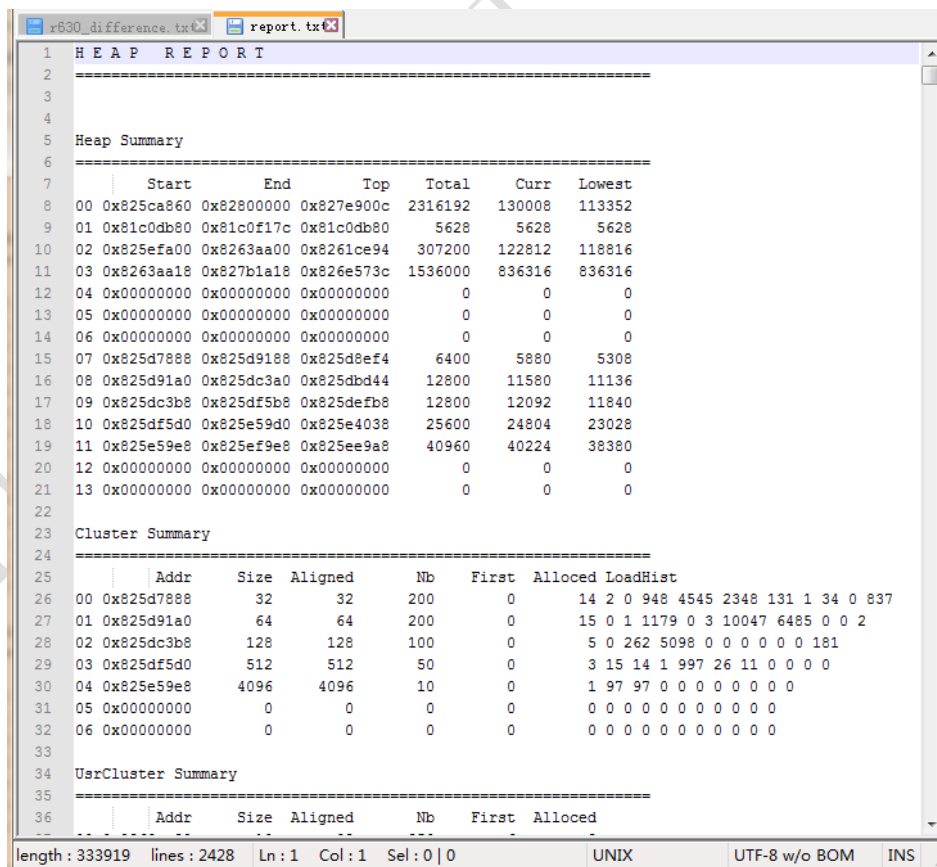 r630_difference.txt report.txt
1 H E A P   R E P O R T
2 ================================================================
3
4
5 Heap Summary
6 ================================================================
7 Start End Top Total Curr Lowest
8 00 0x825ca860 0x82800000 0x827e900c 2316192 130008 113352
9 01 0x81c0db80 0x81c0f17c 0x81c0db80 5628 5628 5628
10 02 0x825efa00 0x8263aa00 0x8261ce94 307200 122812 118816
11 03 0x8263aa18 0x827b1a18 0x826e573c 1536000 836316 836316
12 04 0x00000000 0x00000000 0x00000000 0 0 0
13 05 0x00000000 0x00000000 0x00000000 0 0 0
14 06 0x00000000 0x00000000 0x00000000 0 0 0
15 07 0x825d7888 0x825d9188 0x825d8ef4 6400 5880 5308
16 08 0x825d91a0 0x825dc3a0 0x825dbd44 12800 11580 11136
17 09 0x825dc3b8 0x825df5b8 0x825defb8 12800 12092 11840
18 10 0x825df5d0 0x825e59d0 0x825e4038 25600 24804 23028
19 11 0x825e59e8 0x825ef9e8 0x825ee9a8 40960 40224 38380
20 12 0x00000000 0x00000000 0x00000000 0 0 0
21 13 0x00000000 0x00000000 0x00000000 0 0 0
22
23 Cluster Summary
24 ================================================================
25 Addr Size Aligned Nb First Alloced LoadHist
26 00 0x825d7888 32 32 200 0 14 2 0 948 4545 2348 131 1 34 0 837
27 01 0x825d91a0 64 64 200 0 15 0 1 1179 0 3 10047 6485 0 0 2
28 02 0x825dc3b8 128 128 100 0 5 0 262 5098 0 0 0 0 0 0 181
29 03 0x825df5d0 512 512 50 0 3 15 14 1 997 26 11 0 0 0 0
30 04 0x825e59e8 4096 4096 10 0 1 97 97 0 0 0 0 0 0 0 0
31 05 0x00000000 0 0 0 0 0 0 0 0 0 0 0 0 0 0 0
32 06 0x00000000 0 0 0 0 0 0 0 0 0 0 0 0 0 0 0
33
34 UsrCluster Summary
35 ================================================================
36 Addr Size Aligned Nb First Alloced
length : 333919 lines : 2428 Ln : 1 Col : 1 Sel : 0 | 0 UNIX UTF-8 w/o BOM INS